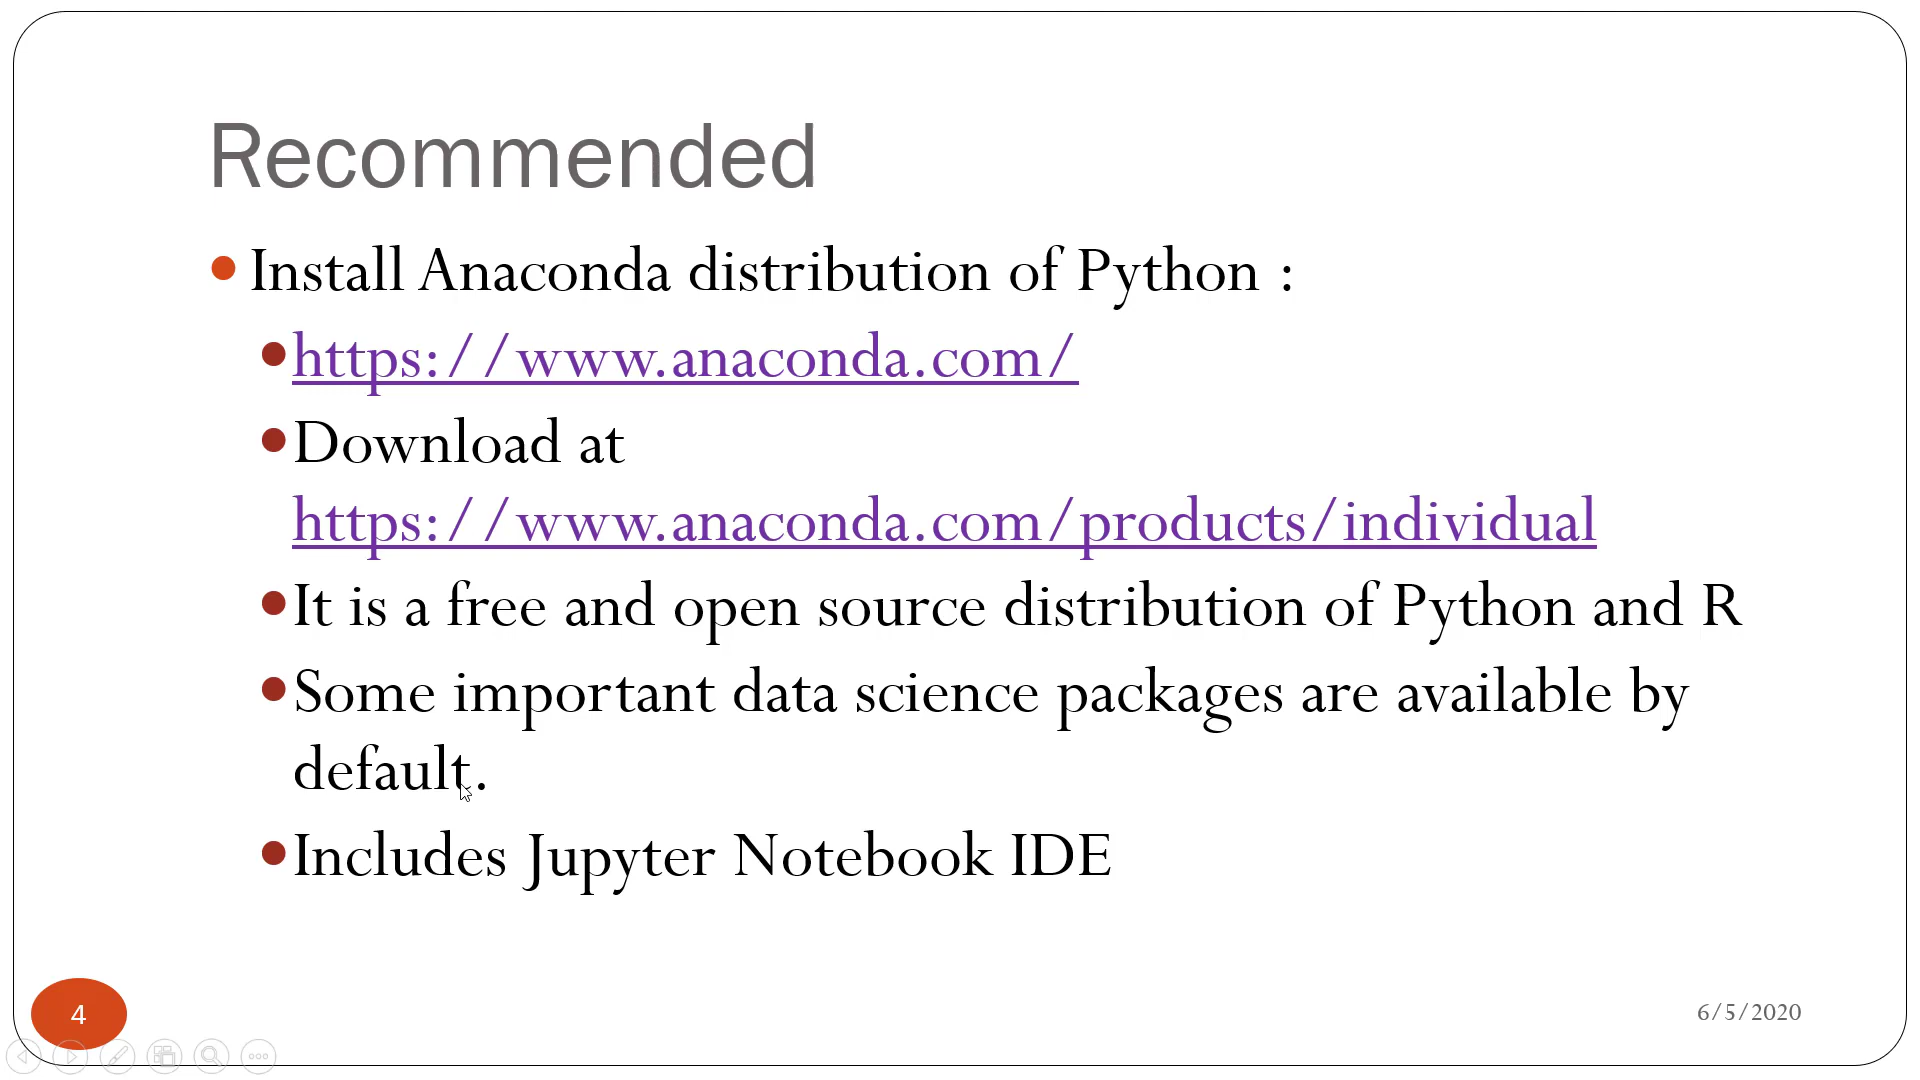 Recommended
Install Anaconda distribution of Python :
https://www.anaconda.com/
Download at
https://www.anaconda.com/products/individual
It is a free and open source distribution of Python and R
Some important data science packages are available by
default.
Includes Jupyter Notebook IDE
4
6/5/2020